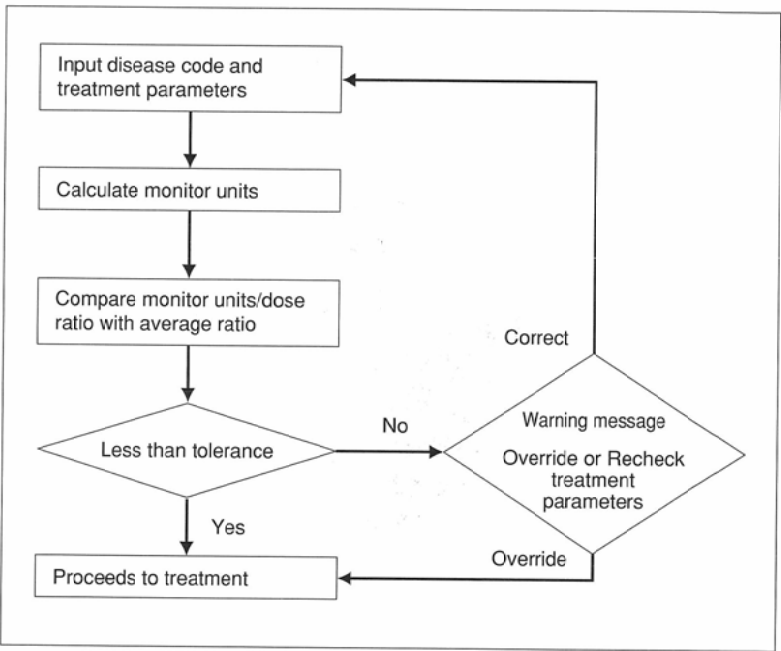 Input disease code and
treatment parameters
Calculate monitor units
Compare monitor units/dose
ratio with average ratio
Correct
Less than tolerance
No
Warning message
Override or Recheck
treatment
parameters
Yes
Override
Proceeds to treatment